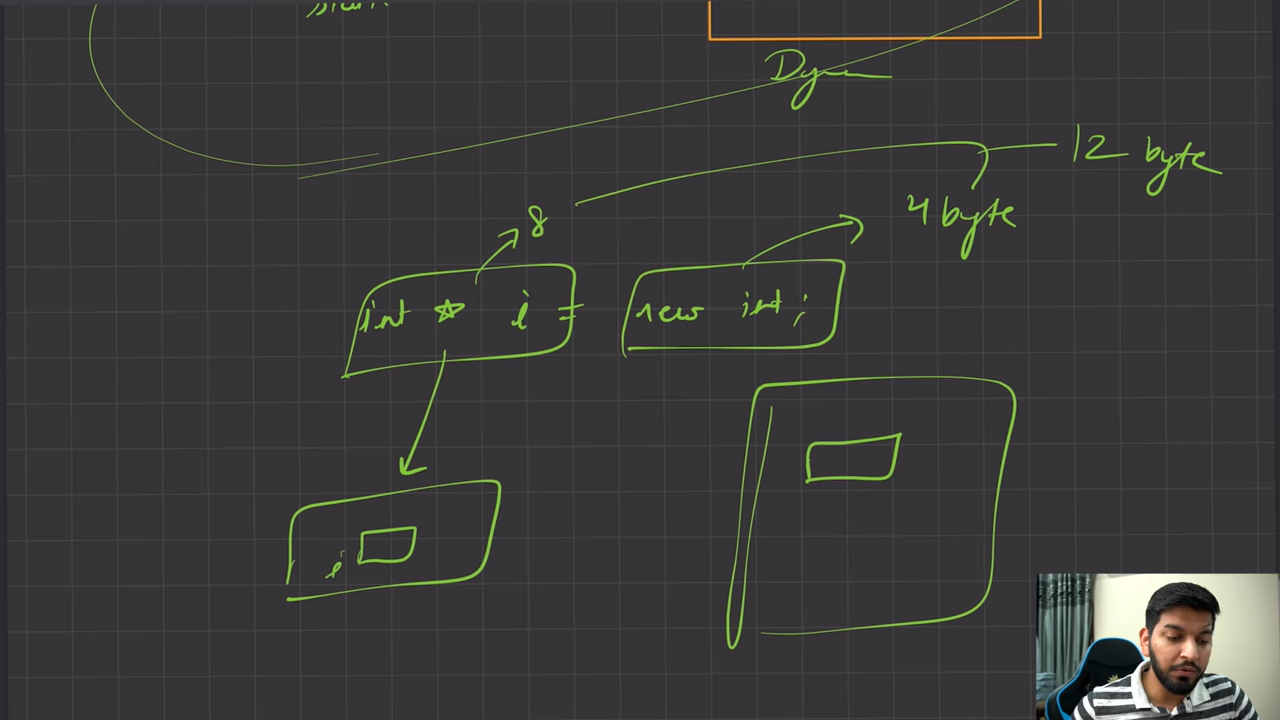 Dyn
12 byte
8
4 byte
int * i = new int;
i